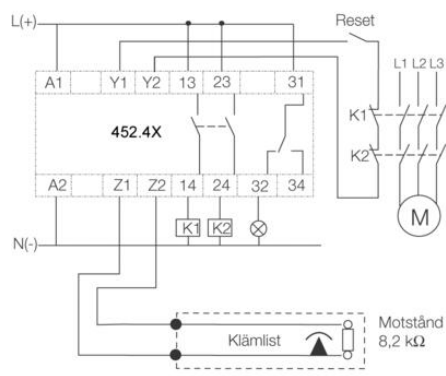 L(+)
Reset
L1 L2 L3
A1 Y1 Y2 13 23 31
K1
452.4X
K2
A2 Z1 Z2 14 24 32 34
K1 K2
M
N(-)
Klämlist
Motstånd
8,2 kΩ